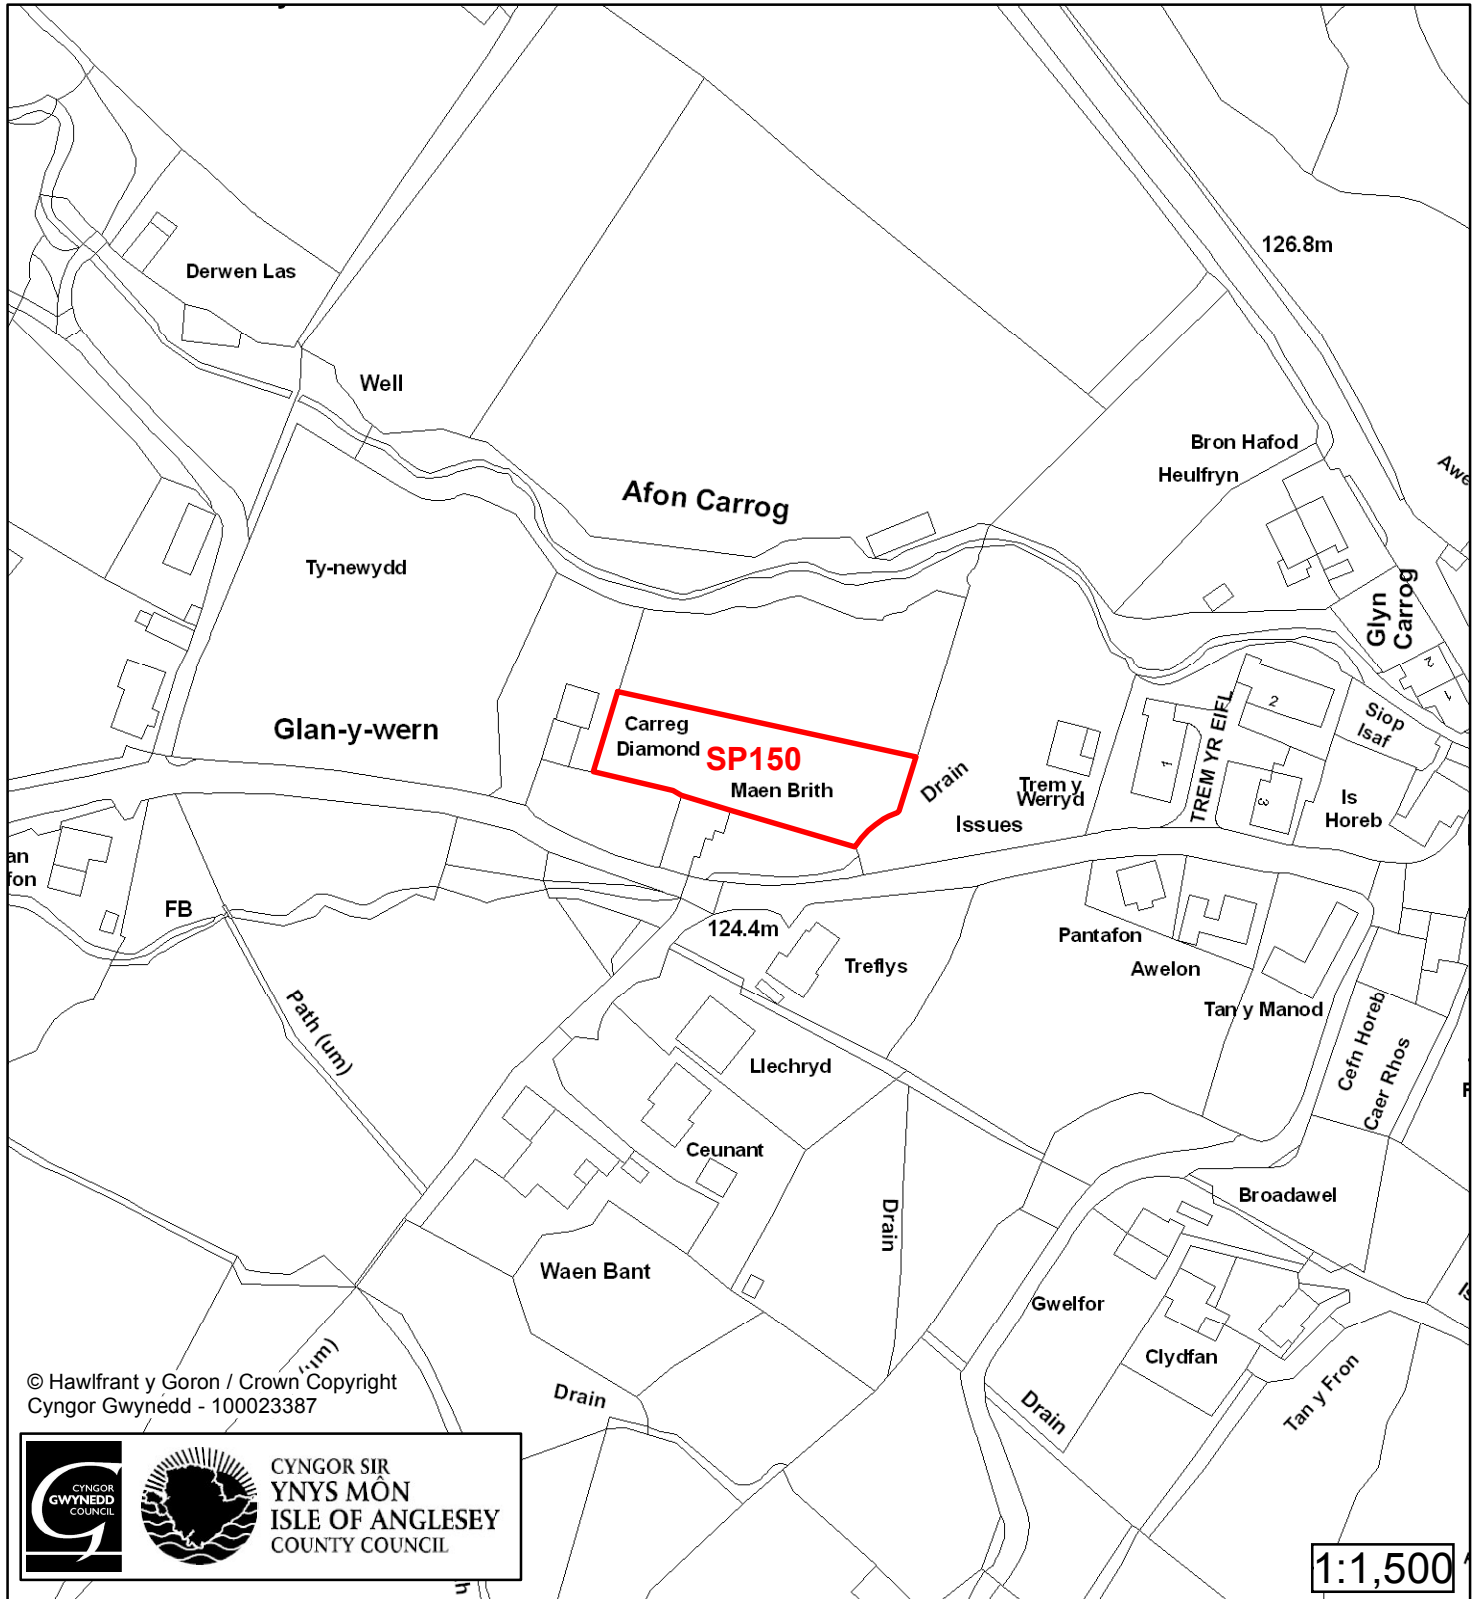 126.8m
Derwen Las
Well
Bron Hafod
Heulfryn
Afon Carrog
Ty-newydd
Glyn
Carrog
2
1
Glan-y-wern
Carreg
Diamond
SP150
Maen Brith
Drain
Issues
Trem y
Werryd
1
TREM YR EIFL
2
3
Siop
Isaf
Is
Horeb
an
fon
FB
124.4m
Treflys
Pantafon
Awelon
Tan y Manod
Cefn Horeb
Caer Rhos
Path (um)
Llechryd
Ceunant
Drain
Broadawel
Waen Bant
Gwelfor
Clydfan
Drain
Tan y Fron
Drain
(um)
© Hawlfrant y Goron / Crown Copyright
Cyngor Gwynedd - 100023387
CYNGOR
GWYNEDD
COUNCIL
CYNGOR SIR
YNYS MÔN
ISLE OF ANGLESEY
COUNTY COUNCIL
1:1,500